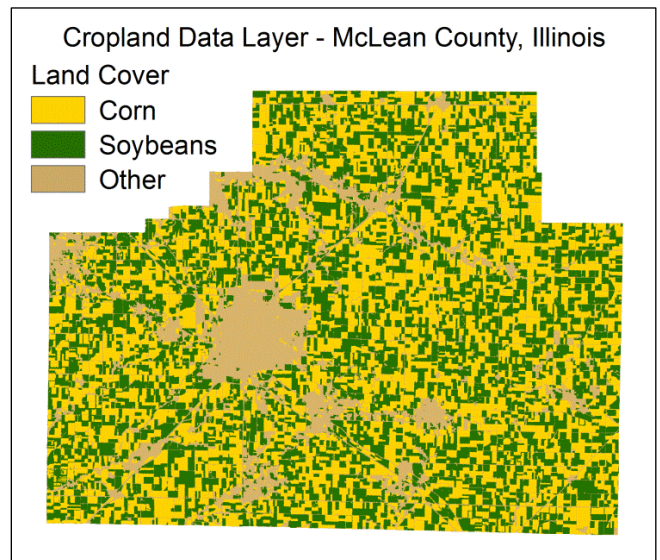 Cropland Data Layer - McLean County, Illinois
Land Cover
Corn
Soybeans
Other